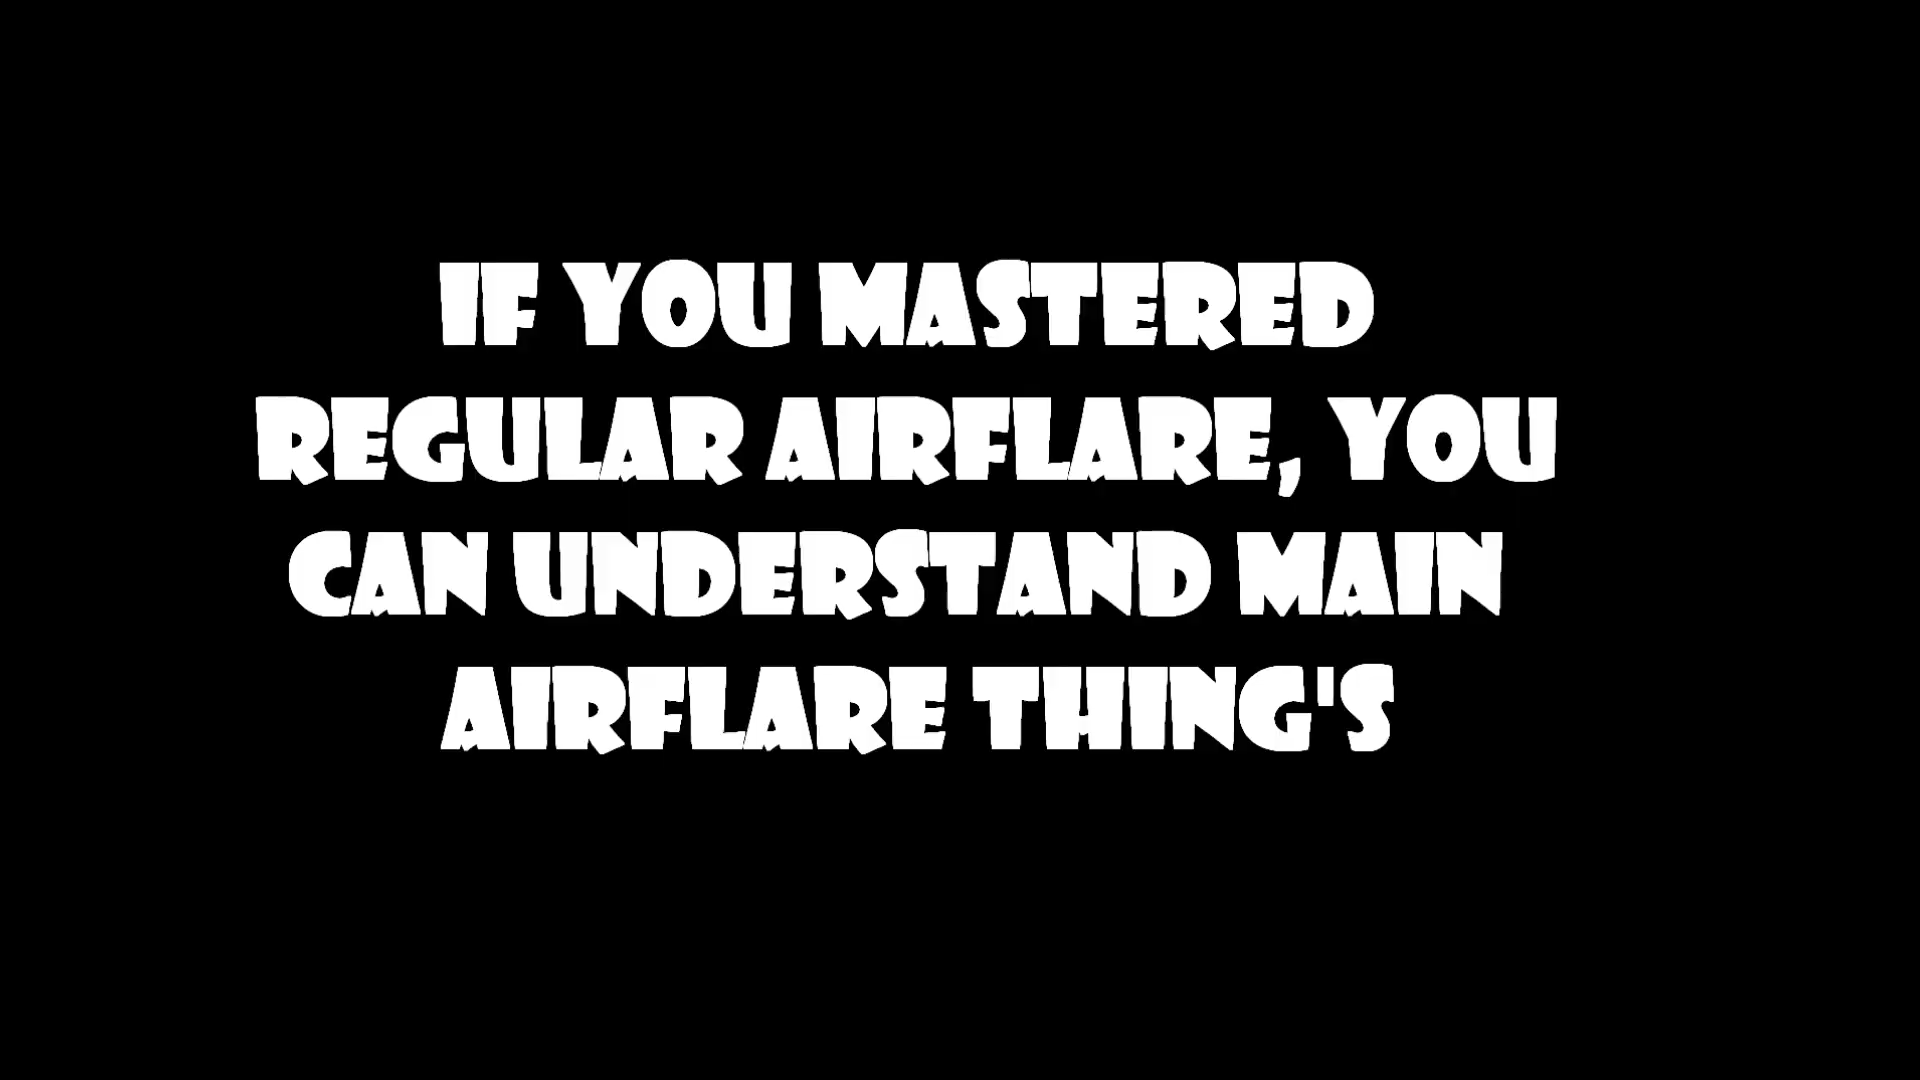 IF YOU MASTERED
REGULAR AIRFLARE, YOU
CAN UNDERSTAND MAIN
AIRFLARE THING'S